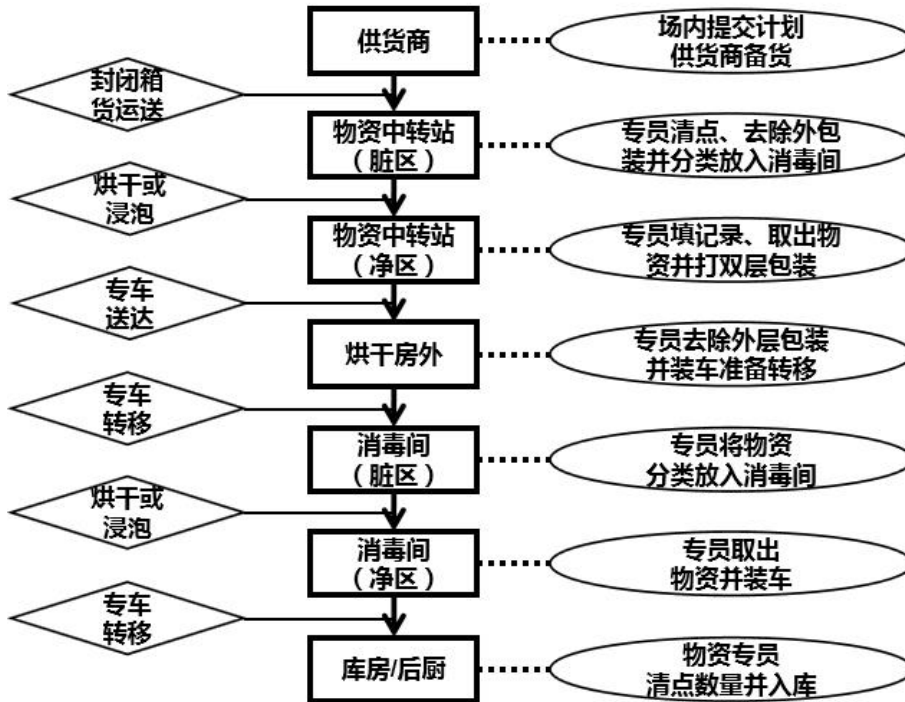 供货商
场内提交计划
供货商备货
封闭箱
货运送
物资中转站
（脏区）
专员清点、去除外包
装并分类放入消毒间
烘干或
浸泡
物资中转站
（净区）
专员填记录、取出物
资并打双层包装
专车
送达
烘干房外
专员去除外层包装
并装车准备转移
专车
转移
消毒间
（脏区）
专员将物资
分类放入消毒间
烘干或
浸泡
消毒间
（净区）
专员取出
物资并装车
专车
转移
库房/后厨
物资专员
清点数量并入库